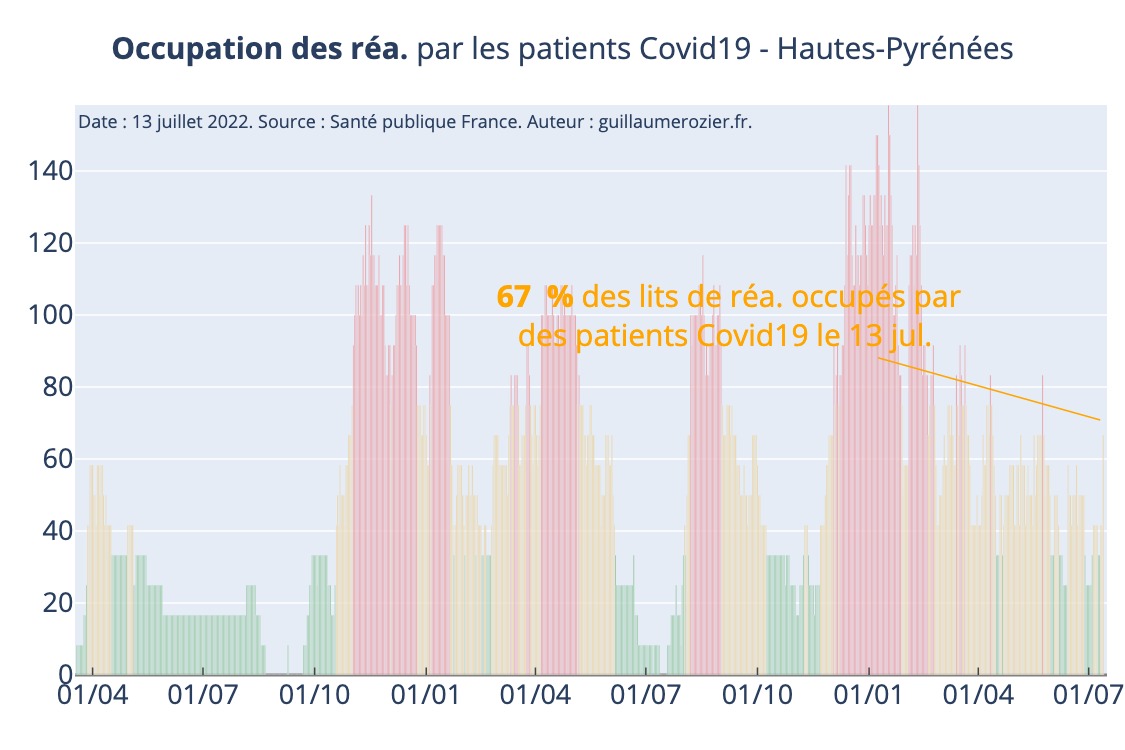 Occupation des réa. par les patients Covid19 - Hautes-Pyrénées
Date : 13 juillet 2022. Source : Santé publique France. Auteur : guillaumerozier.fr.
140
120
100
80
60
40
20
0
67 % des lits de réa. occupés par
des patients Covid19 le 13 jul.
01/04 01/07 01/10 01/01 01/04 01/07 01/10 01/01 01/04 01/07